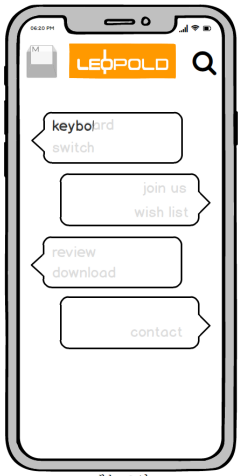 06:20 PM
M
LEOPOLD
keyboard
switch
join us
wish list
review
download
contact